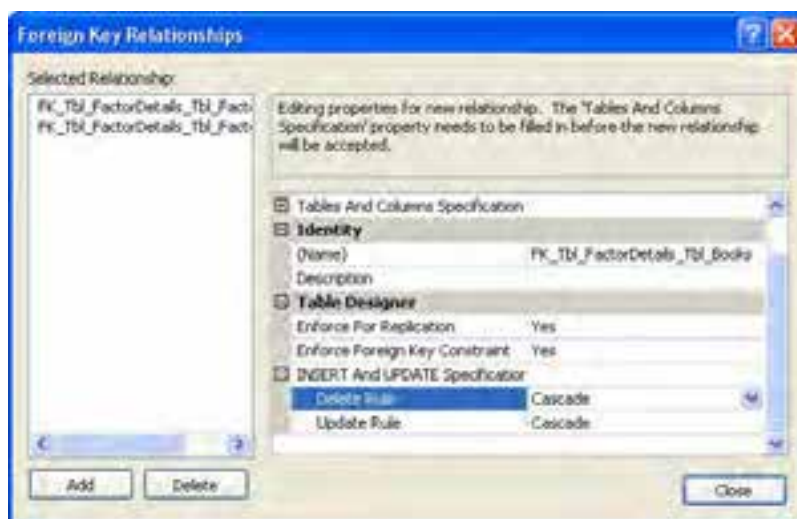 Foreign Key Relationships
Selected Relationship:
FK_Tbl_FactorDetails_Tbl_Facto
FK_Tbl_FactorDetails_Tbl_Facto
Editing properties for new relationship. The 'Tables And Columns
Specification' property needs to be filled in before the new relationship
will be accepted.
Tables And Columns Specification
Identity
(Name) FK_Tbl_FactorDetails_Tbl_Books
Description
Table Designer
Enforce For Replication Yes
Enforce Foreign Key Constraint Yes
INSERT And UPDATE Specification
Delete Rule Cascade
Update Rule Cascade
Add
Delete
Close